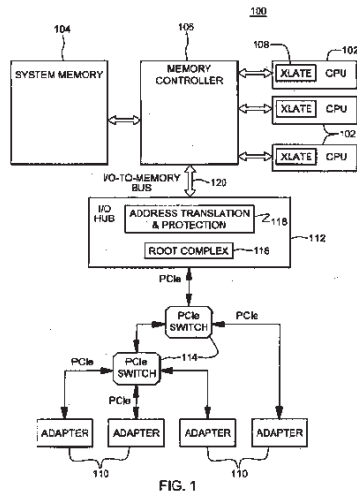 100
104
106
108
102
SYSTEM MEMORY
MEMORY
CONTROLLER
XLATE CPU
XLATE CPU
XLATE CPU
102
I/O-TO-MEMORY
BUS
120
I/O
HUB
ADDRESS TRANSLATION
& PROTECTION
118
ROOT COMPLEX
116
112
PCIe
PCIe
SWITCH
PCIe
114
PCIe
PCIe
SWITCH
PCIe
PCIe
ADAPTER ADAPTER ADAPTER ADAPTER
110 110
FIG. 1